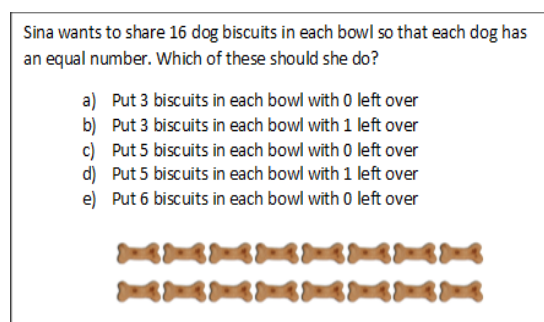 Sina wants to share 16 dog biscuits in each bowl so that each dog has
an equal number. Which of these should she do?
a) Put 3 biscuits in each bowl with 0 left over
b) Put 3 biscuits in each bowl with 1 left over
c) Put 5 biscuits in each bowl with 0 left over
d) Put 5 biscuits in each bowl with 1 left over
e) Put 6 biscuits in each bowl with 0 left over